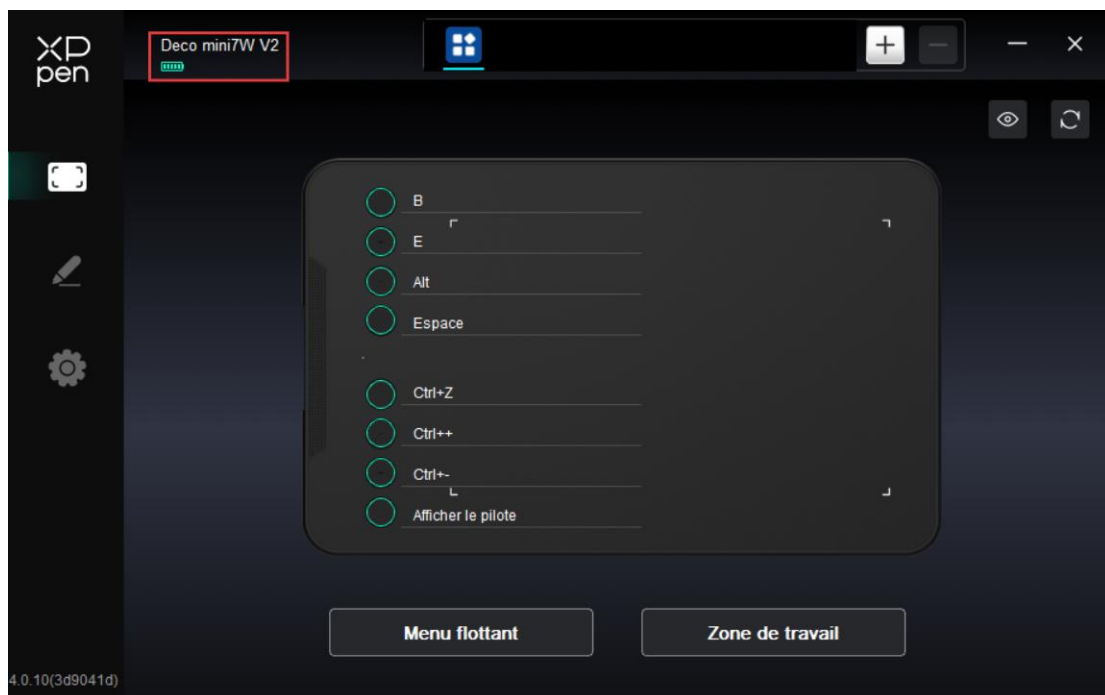 XP
pen
Deco mini7W V2
B
E
Alt
Espace
Ctrl+Z
Ctrl++
Ctrl+-
Afficher le pilote
Menu flottant
Zone de travail
4.0.10(3d9041d)